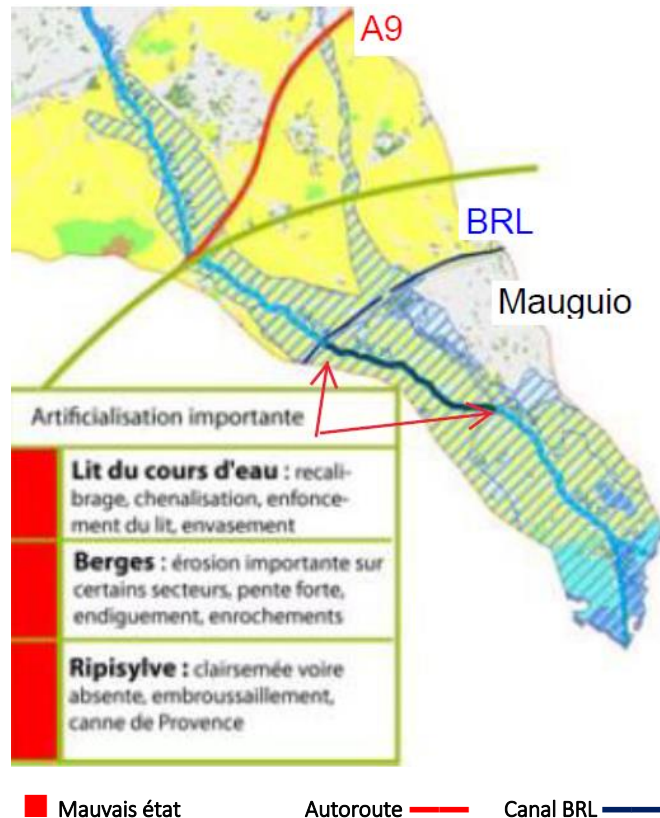 A9
BRL
Mauguio
Artificialisation importante
Lit du cours d'eau : recali-
brage, chenalisation, enfonce-
ment du lit, envasement
Berges : érosion importante sur
certains secteurs, pente forte,
endiguement, enrochements
Ripisylve : clairsemée voire
absente, embroussaillement,
canne de Provence
Mauvais état
Autoroute
Canal BRL